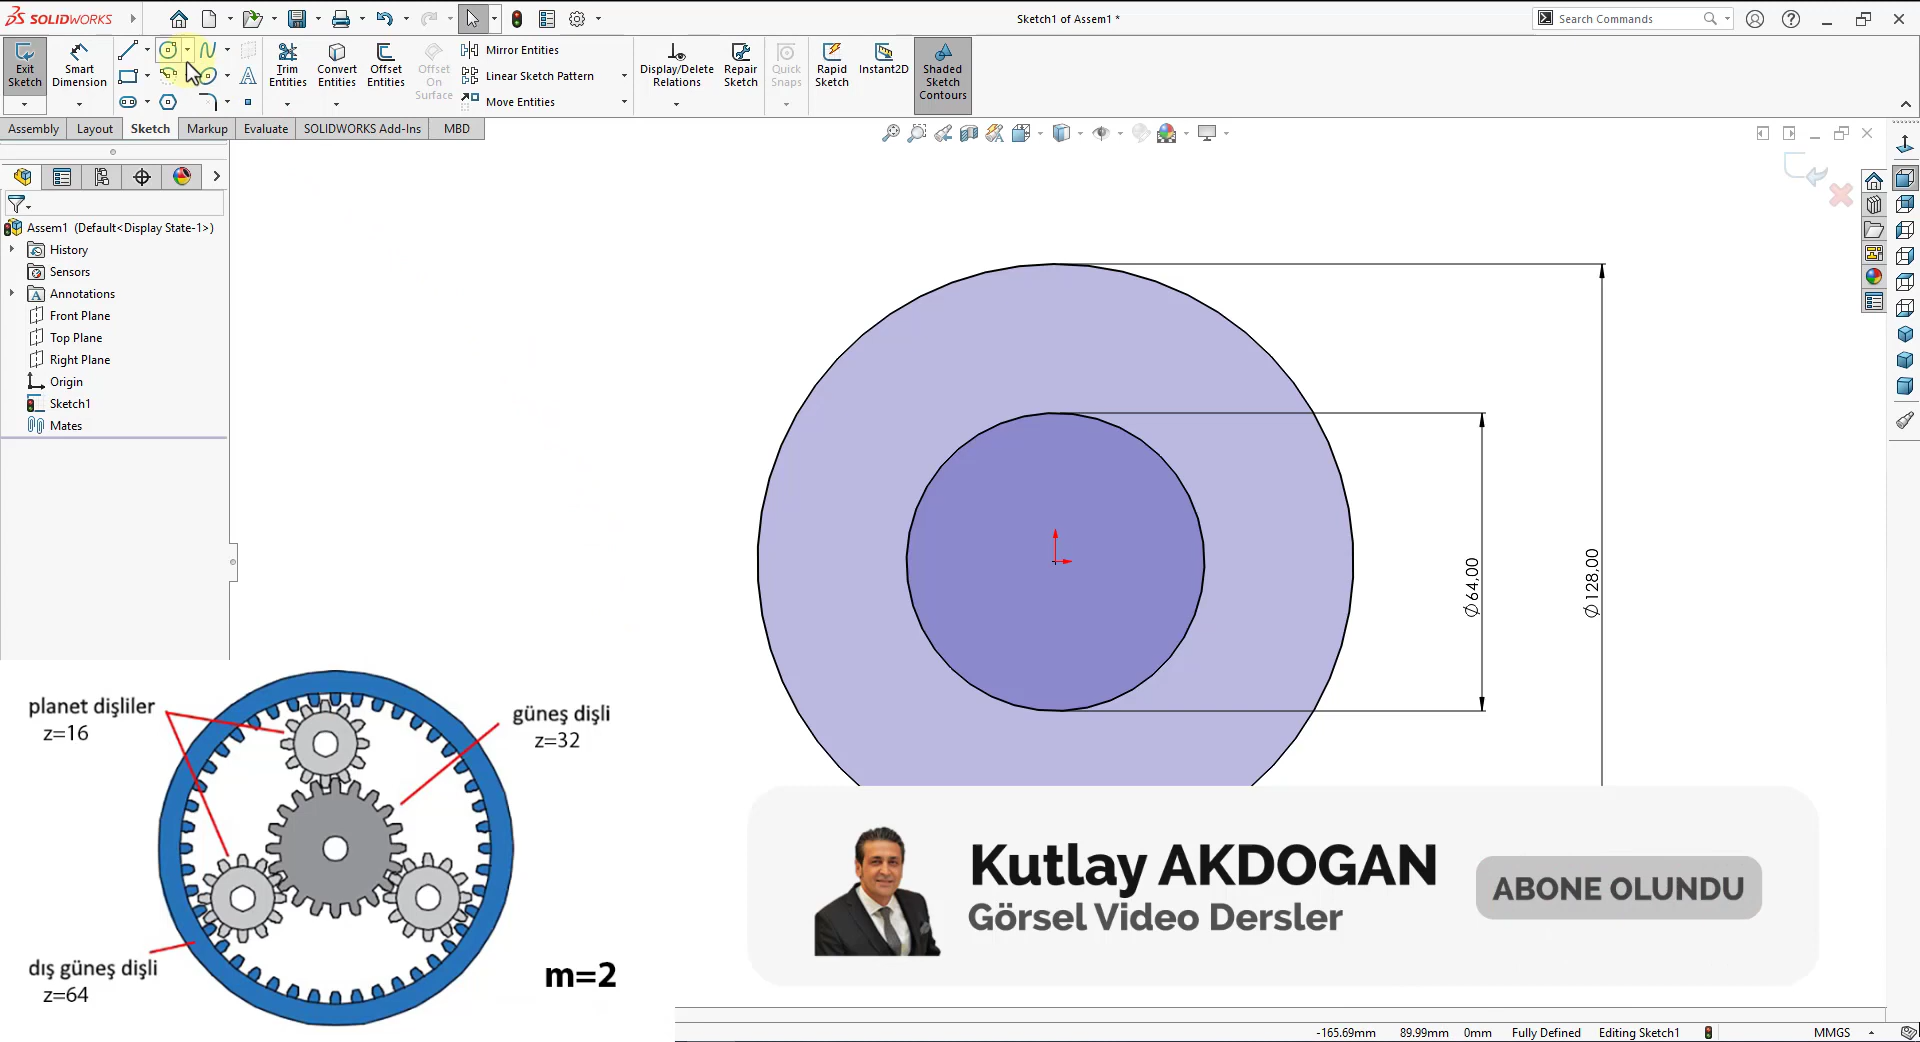 SOLIDWORKS
Sketch1 of Assem1 *
Search Commands
Exit Sketch
Smart Dimension
Trim Entities
Convert Entities
Offset Entities
Offset On Surface
Mirror Entities
Linear Sketch Pattern
Move Entities
Display/Delete Relations
Repair Sketch
Quick Snaps
Rapid Sketch
Instant2D
Shaded Sketch Contours
Assembly
Layout
Sketch
Markup
Evaluate
SOLIDWORKS Add-Ins
MBD
Assem1 (Default<Display State-1>)
History
Sensors
Annotations
Front Plane
Top Plane
Right Plane
Origin
Sketch1
Mates
Ø64,00
Ø128,00
planet dişliler
z=16
güneş dişli
z=32
dış güneş dişli
z=64
m=2
Kutlay AKDOGAN
Görsel Video Dersler
ABONE OLUNDU
-165.69mm
89.99mm
0mm
Fully Defined
Editing Sketch1
MMGS